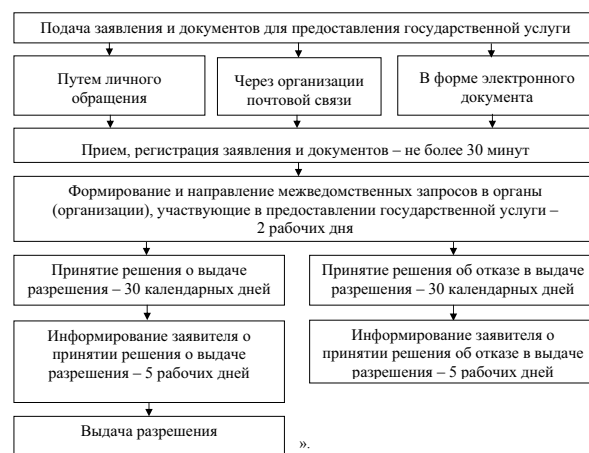 Подача заявления и документов для предоставления государственной услуги
Путем личного
обращения
Через организации
почтовой связи
В форме электронного
документа
Прием, регистрация заявления и документов – не более 30 минут
Формирование и направление межведомственных запросов в органы
(организации), участвующие в предоставлении государственной услуги –
2 рабочих дня
Принятие решения о выдаче
разрешения – 30 календарных дней
Принятие решения об отказе в выдаче
разрешения – 30 календарных дней
Информирование заявителя о
принятии решения о выдаче
разрешения – 5 рабочих дней
Информирование заявителя о
принятии решения об отказе в выдаче
разрешения – 5 рабочих дней
Выдача разрешения
».